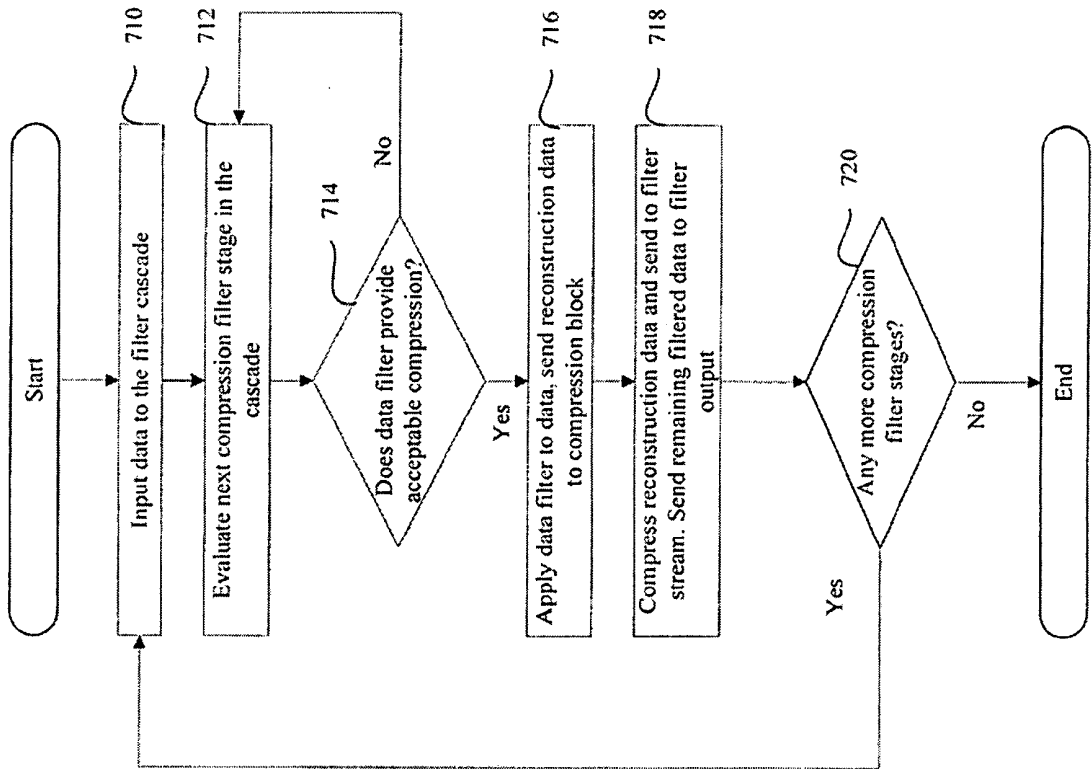 Start
710
Input data to the filter cascade
712
Evaluate next compression filter stage in the
cascade
714
Does data filter provide
acceptable compression?
No
Yes
716
Apply data filter to data, send reconstruction data
to compression block
718
Compress reconstruction data and send to filter
stream. Send remaining filtered data to filter
output
720
Any more compression
filter stages?
Yes
No
End